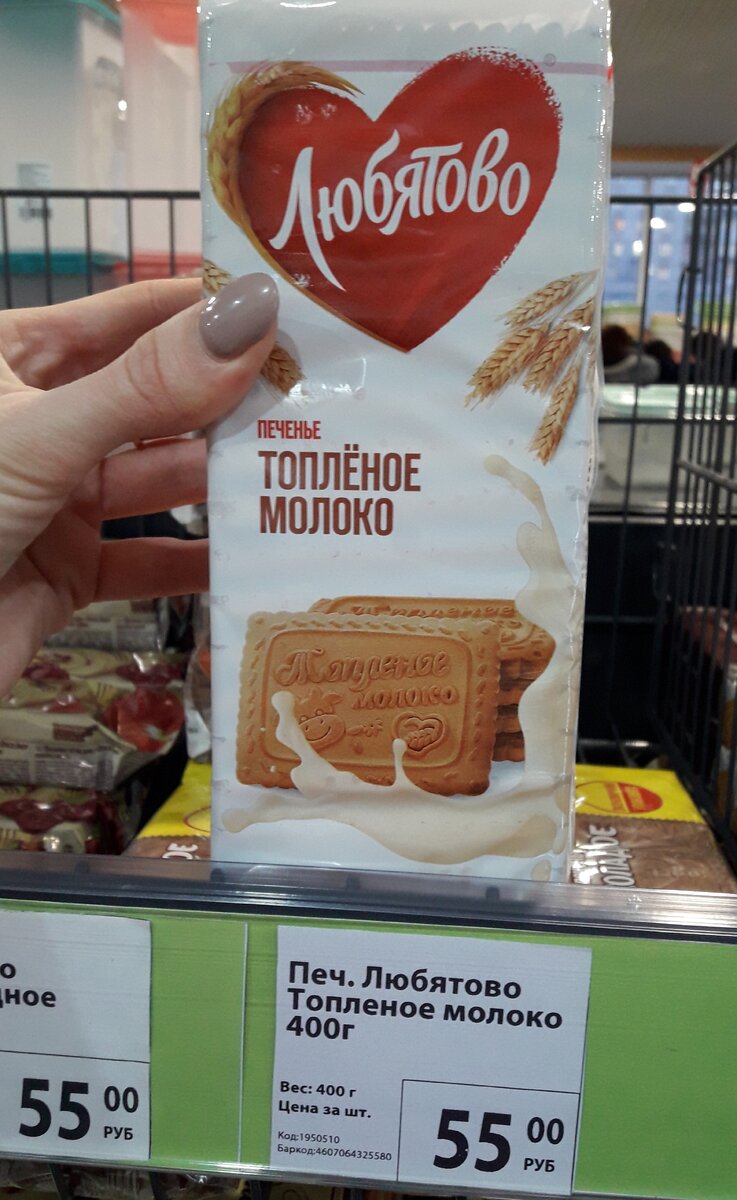 Любятово
ПЕЧЕНЬЕ
ТОПЛЁНОЕ
МОЛОКО
Топленое
молоко
Печ. Любятово
Топленое молоко
400г
Вес: 400 г
Цена за шт.
Код:1950510
Баркод:4607064325580
55 00
РУБ
55 00
РУБ